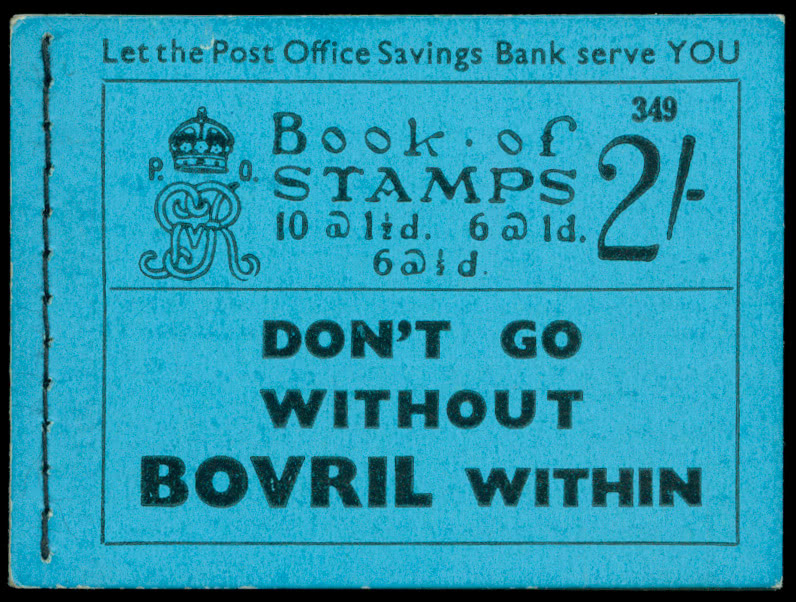 Let the Post Office Savings Bank serve YOU
349
P. O.
GR
Book of
STAMPS
2/-
10 @ 1½d. 6 @ 1d.
6 @ ½d.
DON'T GO
WITHOUT
BOVRIL WITHIN